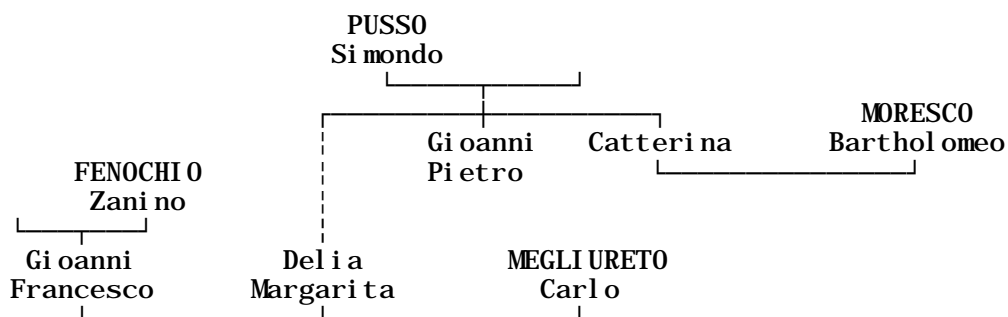 PUSSO
Simondo
MORESCO
Gioanni Catterina Bartholomeo
FENOCHIO Pietro
Zanino
Gioanni Delia MEGLIURETO
Francesco Margarita Carlo